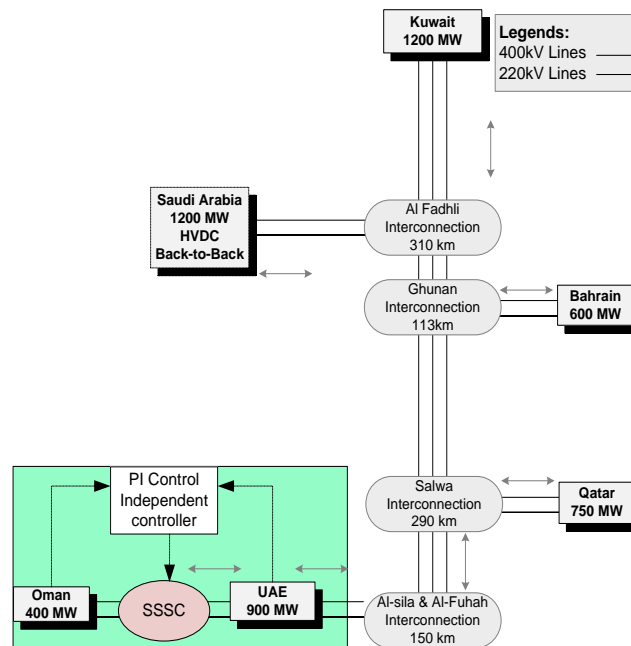 Kuwait
1200 MW
Legends:
400kV Lines
220kV Lines
Saudi Arabia
1200 MW
HVDC
Back-to-Back
Al Fadhli
Interconnection
310 km
Ghunan
Interconnection
113km
Bahrain
600 MW
PI Control
Independent
controller
Salwa
Interconnection
290 km
Qatar
750 MW
Oman
400 MW
SSSC
UAE
900 MW
Al-sila & Al-Fuhah
Interconnection
150 km